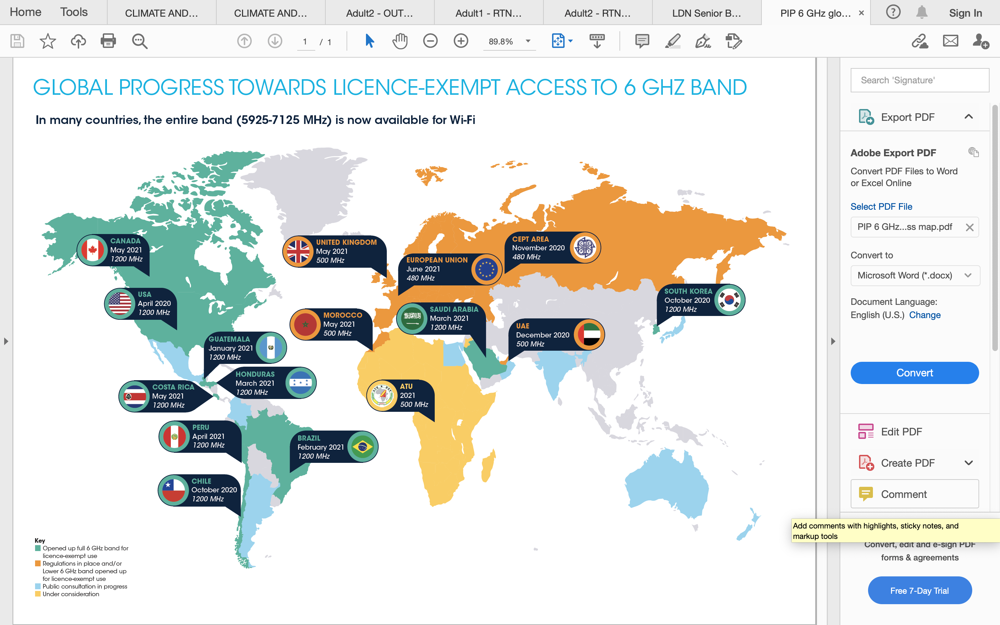 Home
Tools
CLIMATE AND...
CLIMATE AND...
Adult2 - OUT...
Adult1 - RTN...
Adult2 - RTN...
LDN Senior B...
PIP 6 GHz glo...
Sign In
1 / 1
89.8%
GLOBAL PROGRESS TOWARDS LICENCE-EXEMPT ACCESS TO 6 GHZ BAND
In many countries, the entire band (5925-7125 MHz) is now available for Wi-Fi
CANADA
May 2021
1200 MHz
UNITED KINGDOM
May 2021
500 MHz
CEPT AREA
November 2020
480 MHz
EUROPEAN UNION
June 2021
480 MHz
USA
April 2020
1200 MHz
SOUTH KOREA
October 2020
1200 MHz
MOROCCO
May 2021
500 MHz
SAUDI ARABIA
March 2021
1200 MHz
UAE
December 2020
500 MHz
GUATEMALA
January 2021
1200 MHz
HONDURAS
March 2021
1200 MHz
COSTA RICA
May 2021
1200 MHz
ATU
2021
500 MHz
PERU
April 2021
1200 MHz
BRAZIL
February 2021
1200 MHz
CHILE
October 2020
1200 MHz
Key
Opened up full 6 GHz band for
licence-exempt use
Regulations in place and/or
Lower 6 GHz band opened up
for licence-exempt use
Public consultation in progress
Under consideration
Search 'Signature'
Export PDF
Adobe Export PDF
Convert PDF Files to Word
or Excel Online
Select PDF File
PIP 6 GHz...ss map.pdf
Convert to
Microsoft Word (*.docx)
Document Language:
English (U.S.) Change
Convert
Edit PDF
Create PDF
Comment
Add comments with highlights, sticky notes, and
markup tools
Convert, edit and e-sign PDF
forms & agreements
Free 7-Day Trial